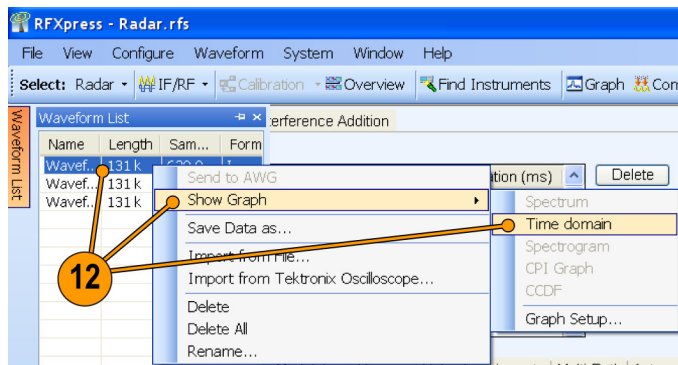 RFXpress - Radar.rfs
File View Configure Waveform System Window Help
Select: Radar IF/RF Calibration Overview Find Instruments Graph Com
Waveform List
Waveform List
terference Addition
Name Length Sam... Form
ation (ms) Delete
Wavef... 131 k
Wavef... 131 k
Wavef... 131 k
Send to AWG
Show Graph
Save Data as...
Import from File...
Import from Tektronix Oscilloscope...
Delete
Delete All
Rename...
Spectrum
Time domain
Spectrogram
CPI Graph
CCDF
Graph Setup...
12